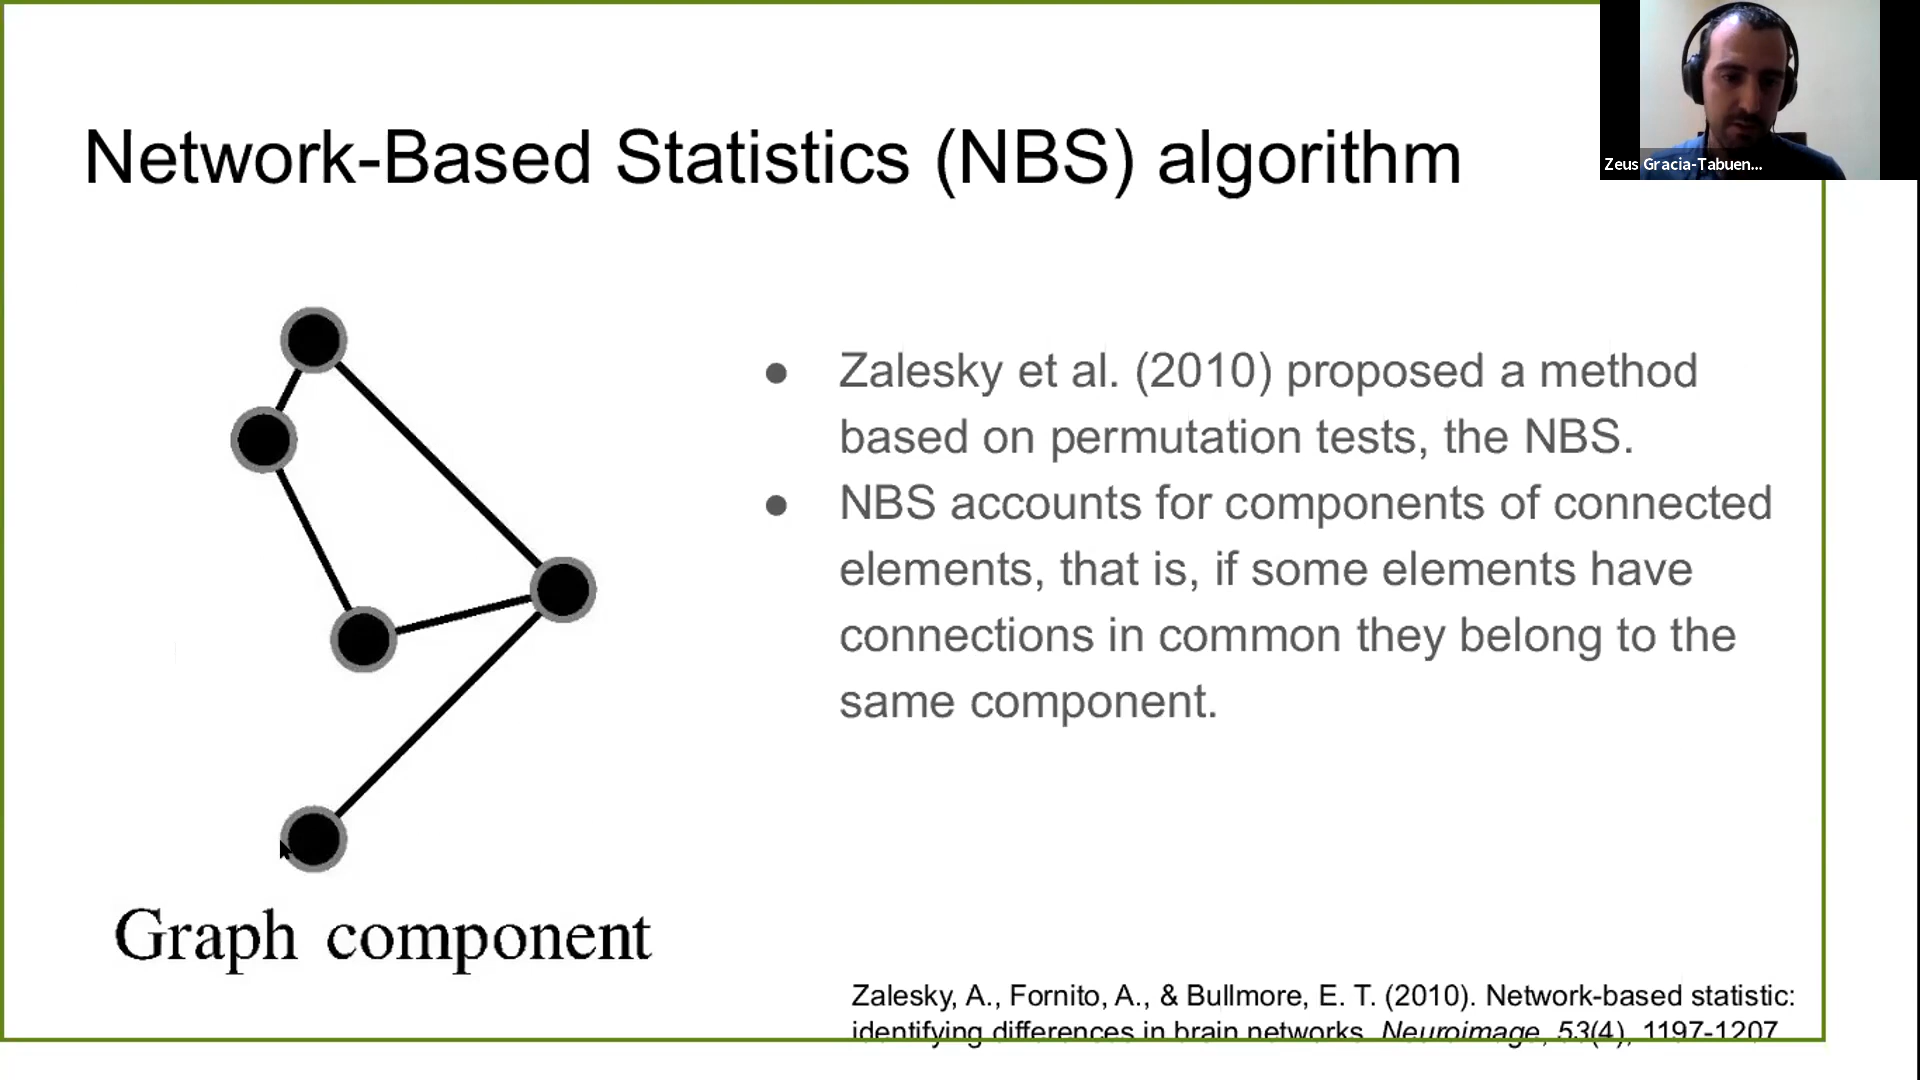 Zeus Gracia-Tabuen...
Network-Based Statistics (NBS) algorithm
● Zalesky et al. (2010) proposed a method
based on permutation tests, the NBS.
● NBS accounts for components of connected
elements, that is, if some elements have
connections in common they belong to the
same component.
Graph component
Zalesky, A., Fornito, A., & Bullmore, E. T. (2010). Network-based statistic:
identifying differences in brain networks. Neuroimage, 53(4), 1197-1207.